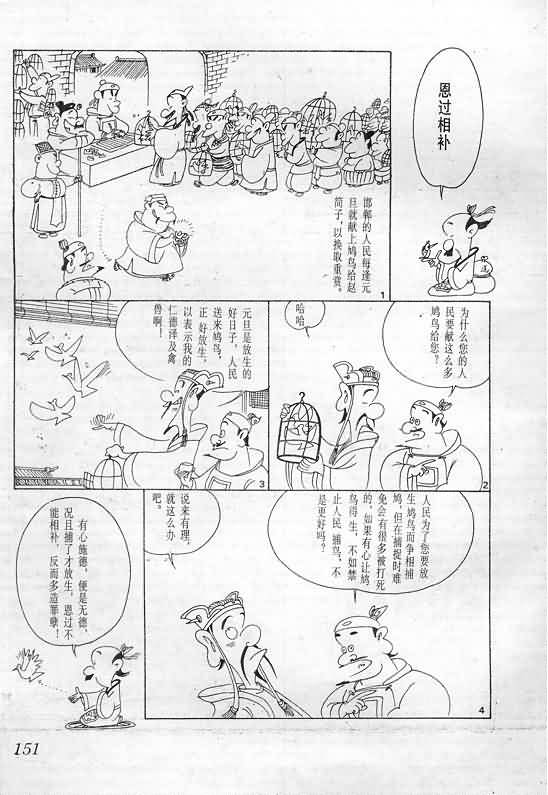 恩过相补
邯郸的人民每逢元
旦就献上鸠鸟给赵
简子，以换取重赏。
1
为什么您的人
民要献这么多
鸠鸟给您？
哈哈
2
元旦是放生的
好日子，人民
送来鸠鸟，
正好放生，
以表示我的
仁德泽及禽
兽啊！
3
人民为了您要放
生鸠鸟而争相捕
鸠，但在捕捉时难
免会有很多被打死
的，如果有心让鸠
鸟得生，不如禁
止人民捕鸟，不
是更好吗？
说来有理，
就这么办
吧。
4
有心施德，便是无德，
况且捕了才放生，恩过不
能相补，反而多造罪孽！
151